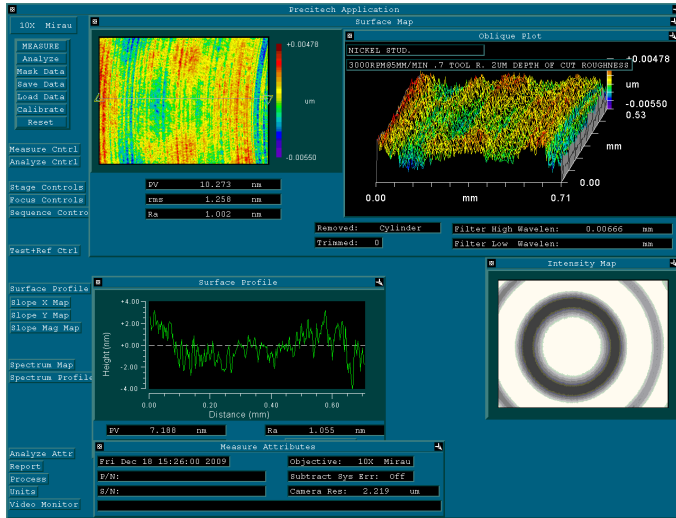 Precitech Application
10X Mirau
MEASURE
Analyze
Mask Data
Save Data
Load Data
Calibrate
Reset
Measure Cntrl
Analyze Cntrl
Stage Controls
Focus Controls
Sequence Contro
Test+Ref Ctrl
Surface Profile
Slope X Map
Slope Y Map
Slope Mag Map
Spectrum Map
Spectrum Profile
Analyze Attr
Report
Process
Units
Video Monitor
Surface Map
+0.00478
um
-0.00550
PV 10.273 nm
rms 1.258 nm
Ra 1.002 nm
Oblique Plot
NICKEL STUD.
3000RPM@5MM/MIN .7 TOOL R. 2UM DEPTH OF CUT ROUGHNESS
+0.00478
um
-0.00550
0.53
mm
0.00
0.00 mm 0.71
Removed: Cylinder
Trimmed: 0
Filter High Wavelen: 0.00666 mm
Filter Low Wavelen: mm
Surface Profile
+4.00
+2.00
0.00
-2.00
-4.00
Height (nm)
0.00 0.20 0.40 0.60
Distance (mm)
PV 7.188 nm
Ra 1.055 nm
Intensity Map
Measure Attributes
Fri Dec 18 15:26:00 2009
P/N:
S/N:
Objective: 10X Mirau
Subtract Sys Err: Off
Camera Res: 2.219 um